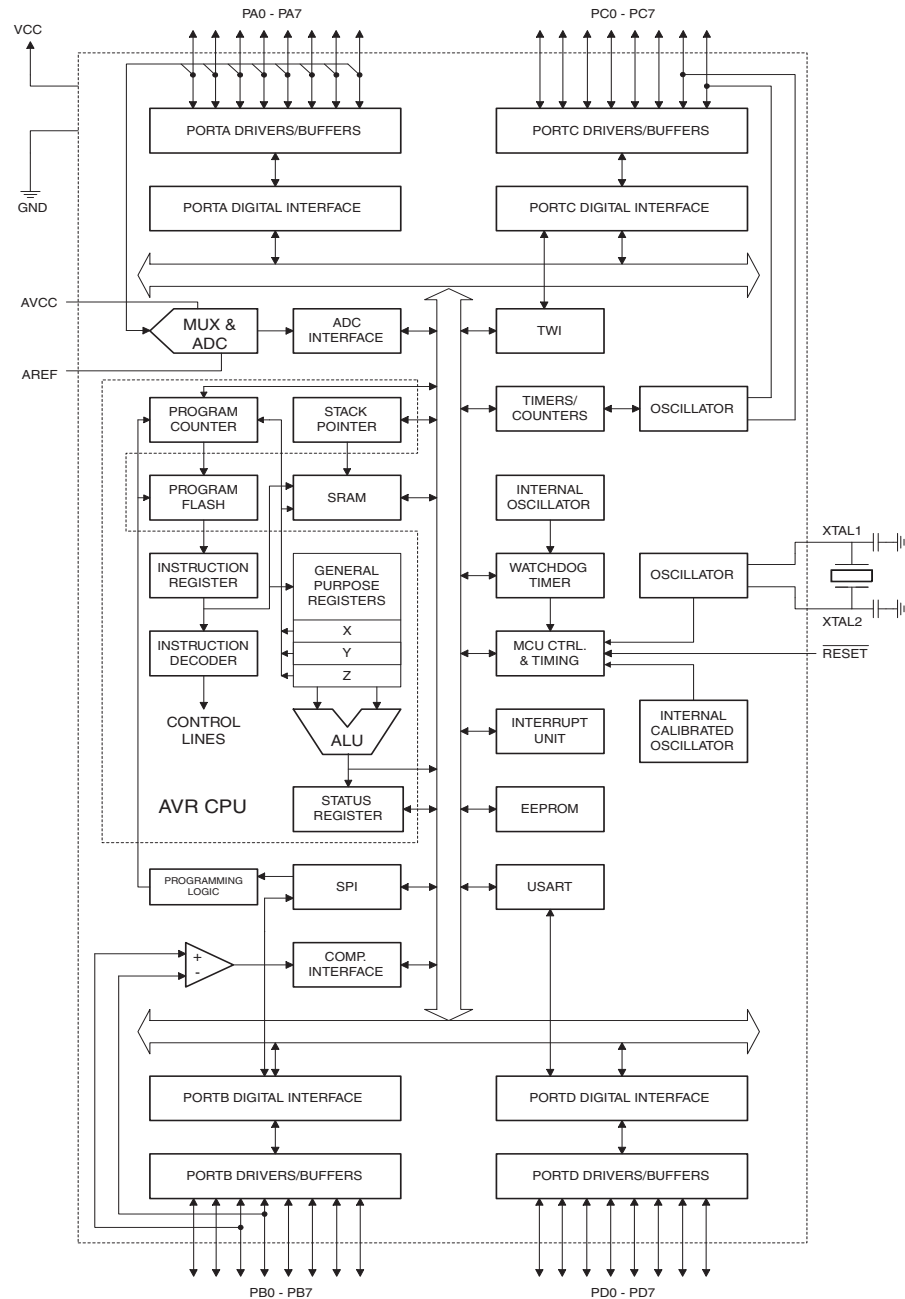 PA0 - PA7
PC0 - PC7
VCC
GND
PORTA DRIVERS/BUFFERS
PORTC DRIVERS/BUFFERS
PORTA DIGITAL INTERFACE
PORTC DIGITAL INTERFACE
AVCC
AREF
MUX &
ADC
ADC
INTERFACE
TWI
PROGRAM
COUNTER
STACK
POINTER
TIMERS/
COUNTERS
OSCILLATOR
PROGRAM
FLASH
SRAM
INTERNAL
OSCILLATOR
XTAL1
INSTRUCTION
REGISTER
GENERAL
PURPOSE
REGISTERS
WATCHDOG
TIMER
OSCILLATOR
XTAL2
X
Y
Z
INSTRUCTION
DECODER
MCU CTRL.
& TIMING
RESET
CONTROL
LINES
ALU
INTERRUPT
UNIT
INTERNAL
CALIBRATED
OSCILLATOR
AVR CPU
STATUS
REGISTER
EEPROM
PROGRAMMING
LOGIC
SPI
USART
+
-
COMP.
INTERFACE
PORTB DIGITAL INTERFACE
PORTD DIGITAL INTERFACE
PORTB DRIVERS/BUFFERS
PORTD DRIVERS/BUFFERS
PB0 - PB7
PD0 - PD7